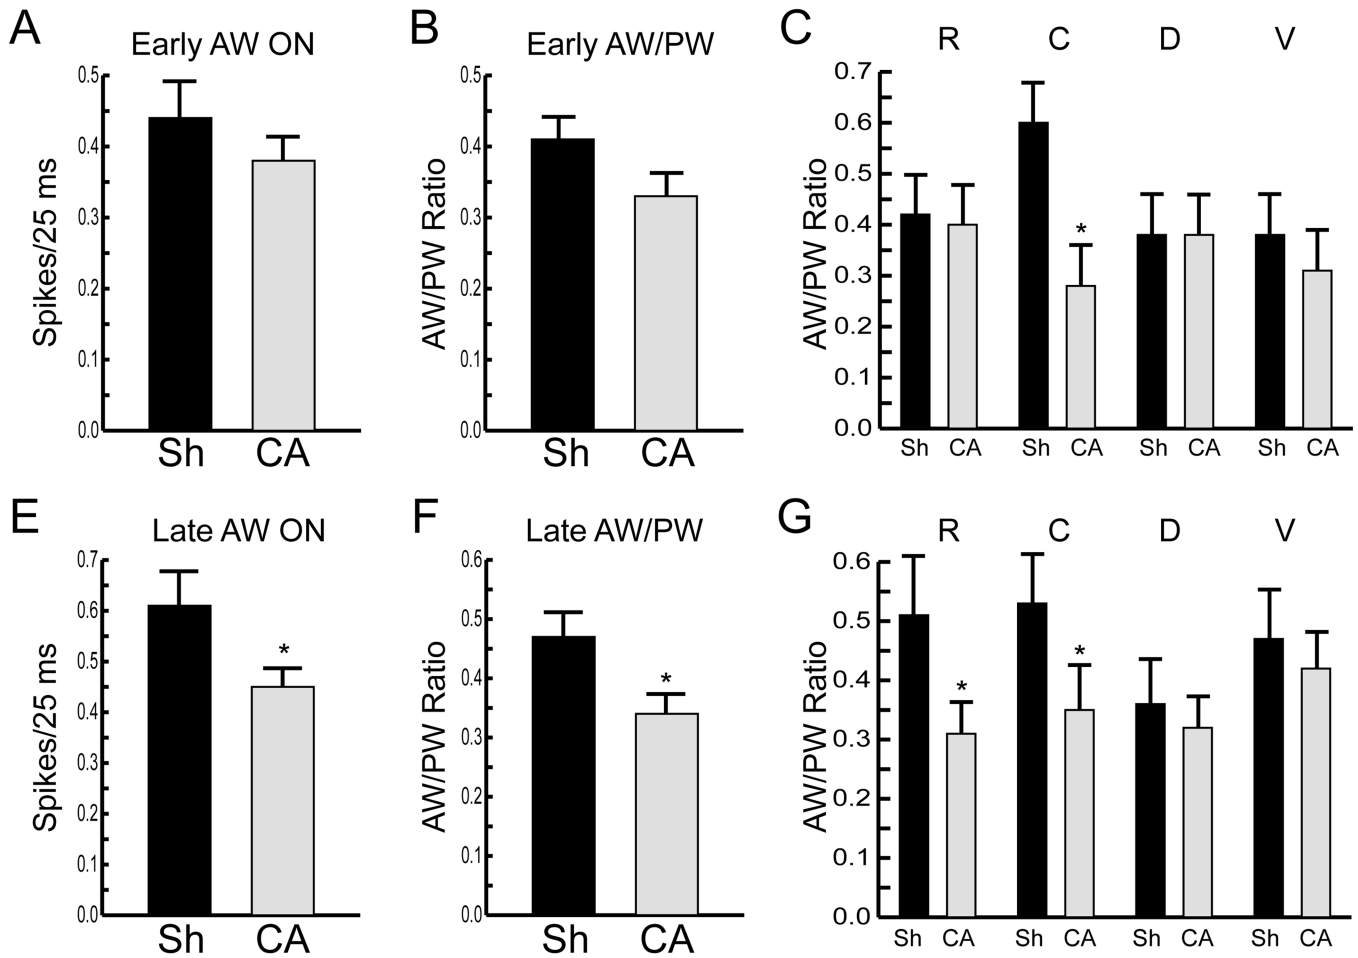 A
Early AW ON
Spikes/25 ms
0.5
0.4
0.3
0.2
0.1
0.0
Sh CA
B
Early AW/PW
AW/PW Ratio
0.5
0.4
0.3
0.2
0.1
0.0
Sh CA
C
R C D V
AW/PW Ratio
0.7
0.6
0.5
0.4
0.3
0.2
0.1
0.0
*
Sh CA Sh CA Sh CA Sh CA
E
Late AW ON
Spikes/25 ms
0.7
0.6
0.5
0.4
0.3
0.2
0.1
0.0
*
Sh CA
F
Late AW/PW
AW/PW Ratio
0.6
0.5
0.4
0.3
0.2
0.1
0.0
*
Sh CA
G
R C D V
AW/PW Ratio
0.6
0.5
0.4
0.3
0.2
0.1
0.0
* *
Sh CA Sh CA Sh CA Sh CA